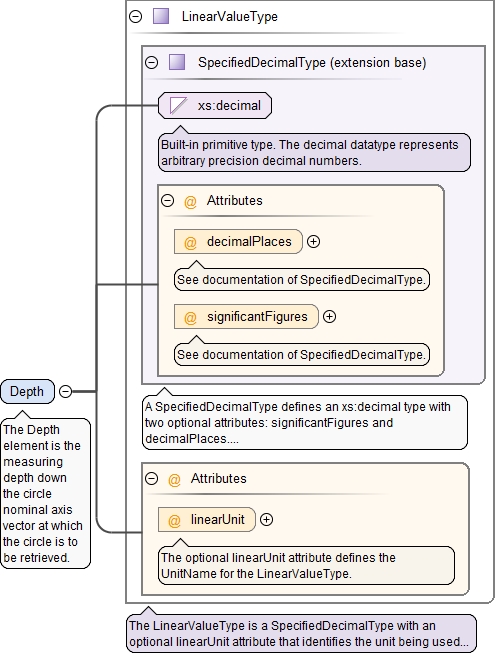 LinearValueType
SpecifiedDecimalType (extension base)
xs:decimal
Built-in primitive type. The decimal datatype represents
arbitrary precision decimal numbers.
@ Attributes
@ decimalPlaces
See documentation of SpecifiedDecimalType.
@ significantFigures
See documentation of SpecifiedDecimalType.
A SpecifiedDecimalType defines an xs:decimal type with
two optional attributes: significantFigures and
decimalPlaces....
Depth
The Depth
element is the
measuring
depth down
the circle
nominal axis
vector at which
the circle is to
be retrieved.
@ Attributes
@ linearUnit
The optional linearUnit attribute defines the
UnitName for the LinearValueType.
The LinearValueType is a SpecifiedDecimalType with an
optional linearUnit attribute that identifies the unit being used...